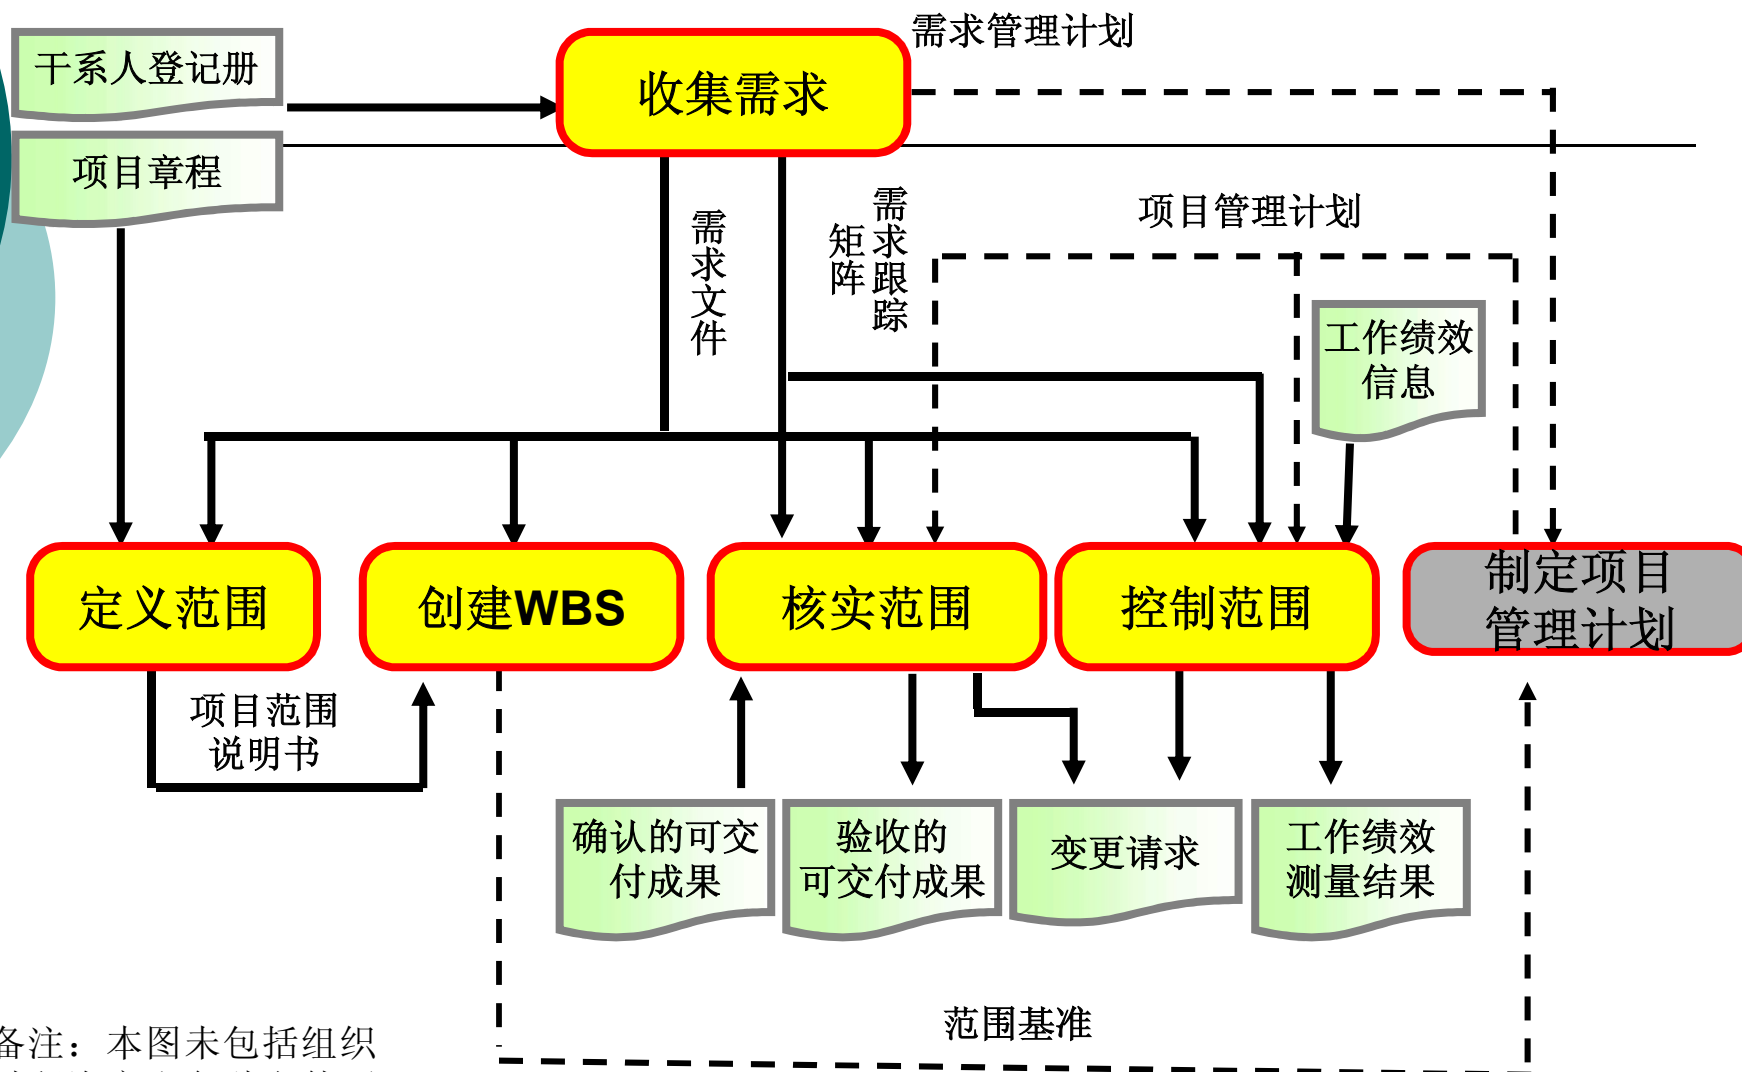 需求管理计划
干系人登记册
收集需求
项目章程
需求文件
需求跟踪
矩阵
项目管理计划
工作绩效
信息
定义范围
创建WBS
核实范围
控制范围
制定项目
管理计划
项目范围
说明书
确认的可交
付成果
验收的
可交付成果
变更请求
工作绩效
测量结果
范围基准
备注：本图未包括组织